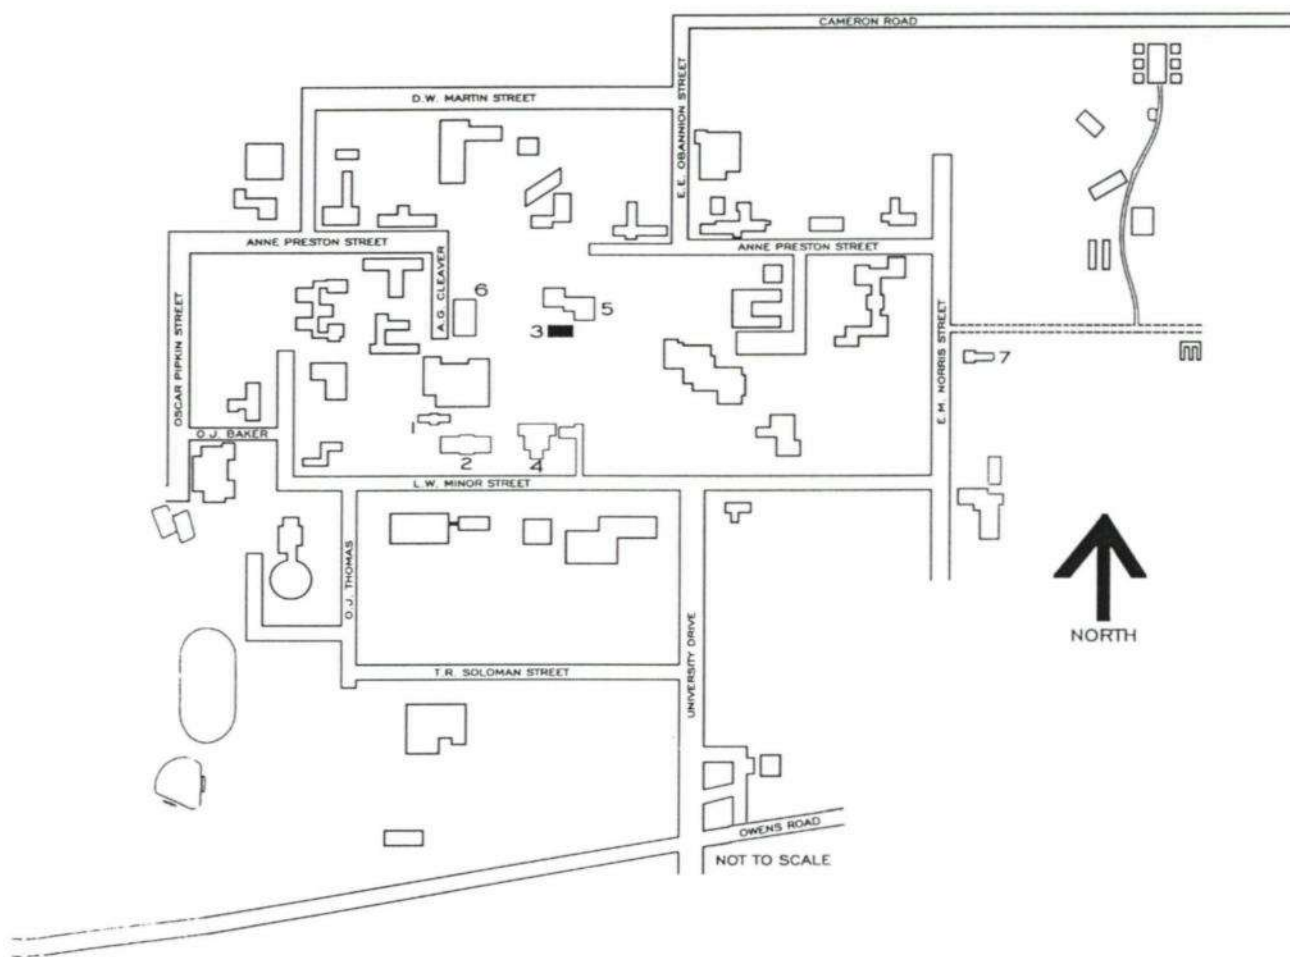 CAMERON ROAD
D.W. MARTIN STREET
E.E. OBANNION STREET
ANNE PRESTON STREET
ANNE PRESTON STREET
A.G. CLEAVER
6
5
3
OSCAR PIPKIN STREET
E.M. NORRIS STREET
7
O.J. BAKER
1
2
4
L.W. MINOR STREET
O.J. THOMAS
UNIVERSITY DRIVE
NORTH
T.R. SOLOMAN STREET
OWENS ROAD
NOT TO SCALE